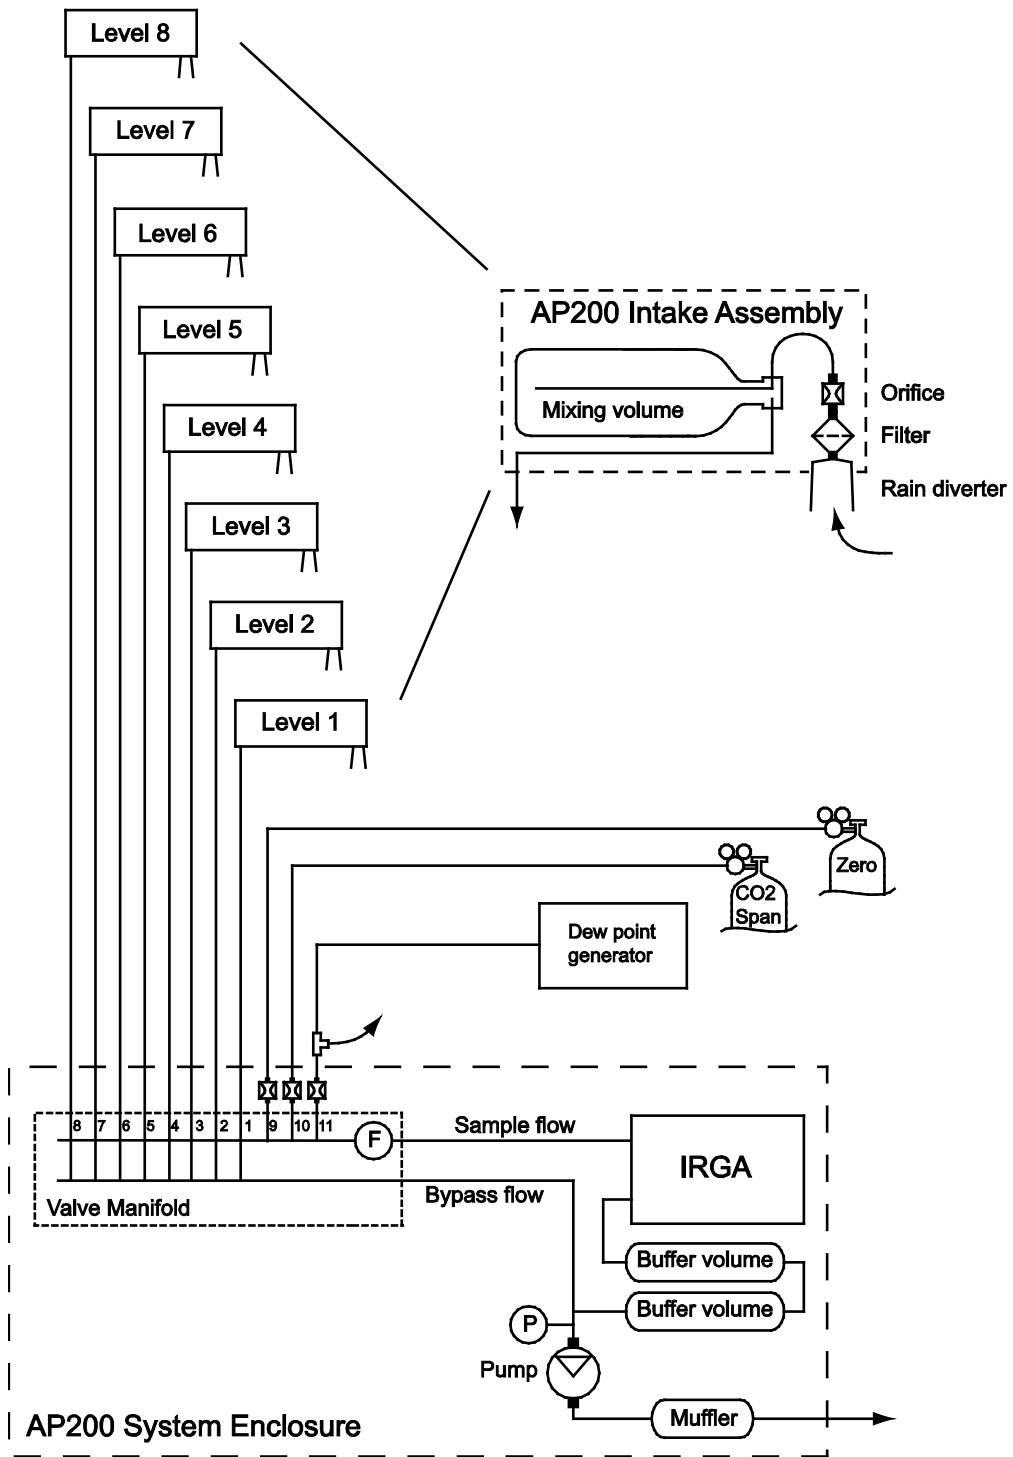 Level 8
Level 7
Level 6
Level 5
Level 4
Level 3
Level 2
Level 1
AP200 Intake Assembly
Mixing volume
Orifice
Filter
Rain diverter
Zero
CO2
Span
Dew point
generator
8 7 6 5 4 3 2 1 9 10 11
F
Sample flow
IRGA
Bypass flow
Valve Manifold
Buffer volume
Buffer volume
P
Pump
Muffler
AP200 System Enclosure